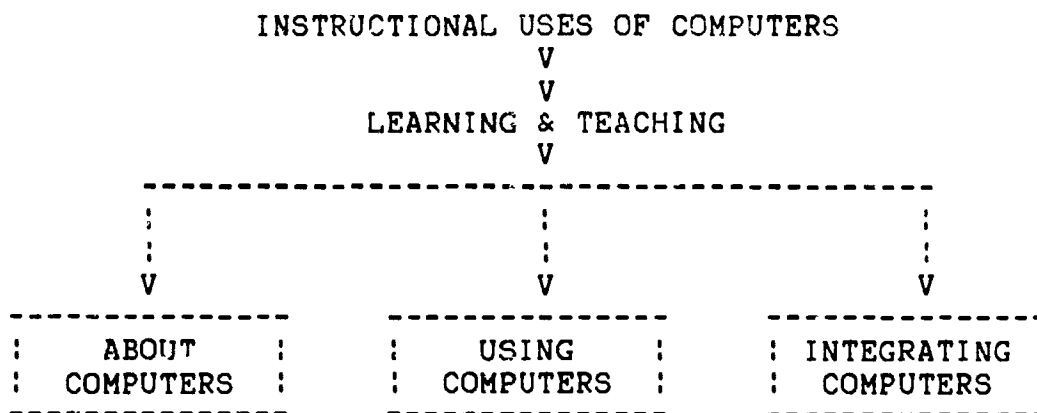 INSTRUCTIONAL USES OF COMPUTERS
V
V
LEARNING & TEACHING
V
V V V
ABOUT USING INTEGRATING
COMPUTERS COMPUTERS COMPUTERS